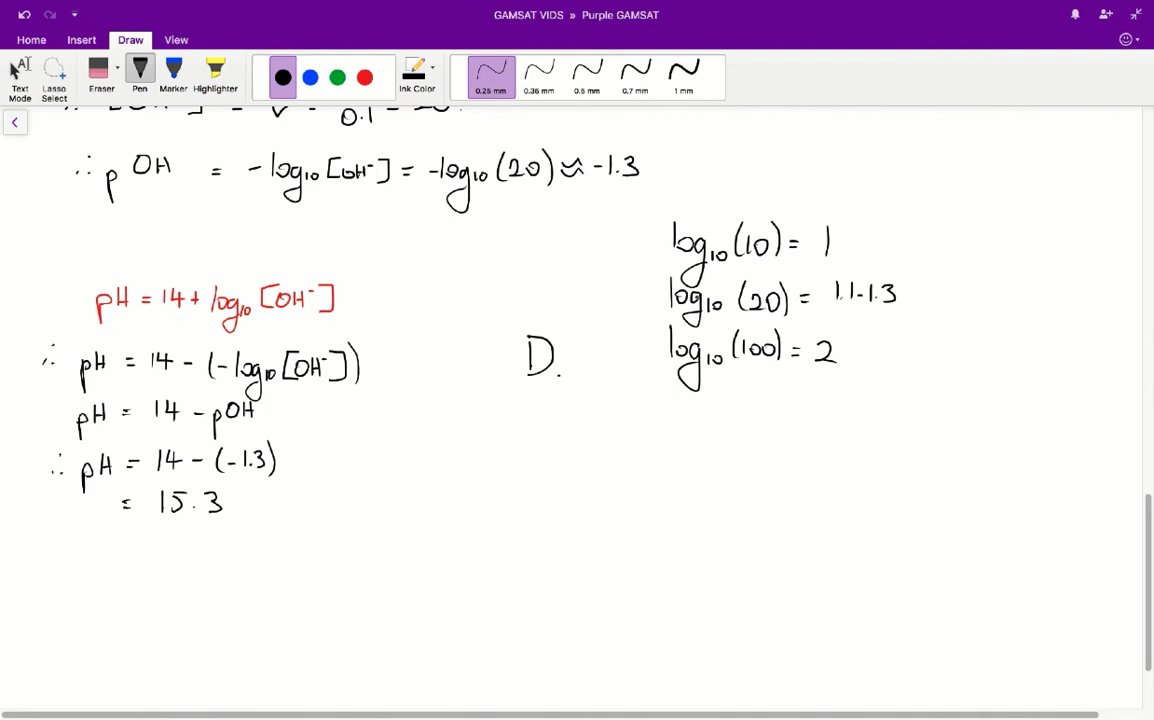 GAMSAT VIDS » Purple GAMSAT
Home Insert Draw View
Text Mode Lasso Select Eraser Pen Marker Highlighter Ink Color 0.25 mm 0.35 mm 0.5 mm 0.7 mm 1 mm
0.1
∴ pOH = -log₁₀[OH⁻] = -log₁₀(20) ≈ -1.3
log₁₀(10) = 1
log₁₀(20) = 1.1-1.3
log₁₀(100) = 2
pH = 14 + log₁₀[OH⁻]
∴ pH = 14 - (-log₁₀[OH⁻])
D.
pH = 14 - pOH
∴ pH = 14 - (-1.3)
= 15.3